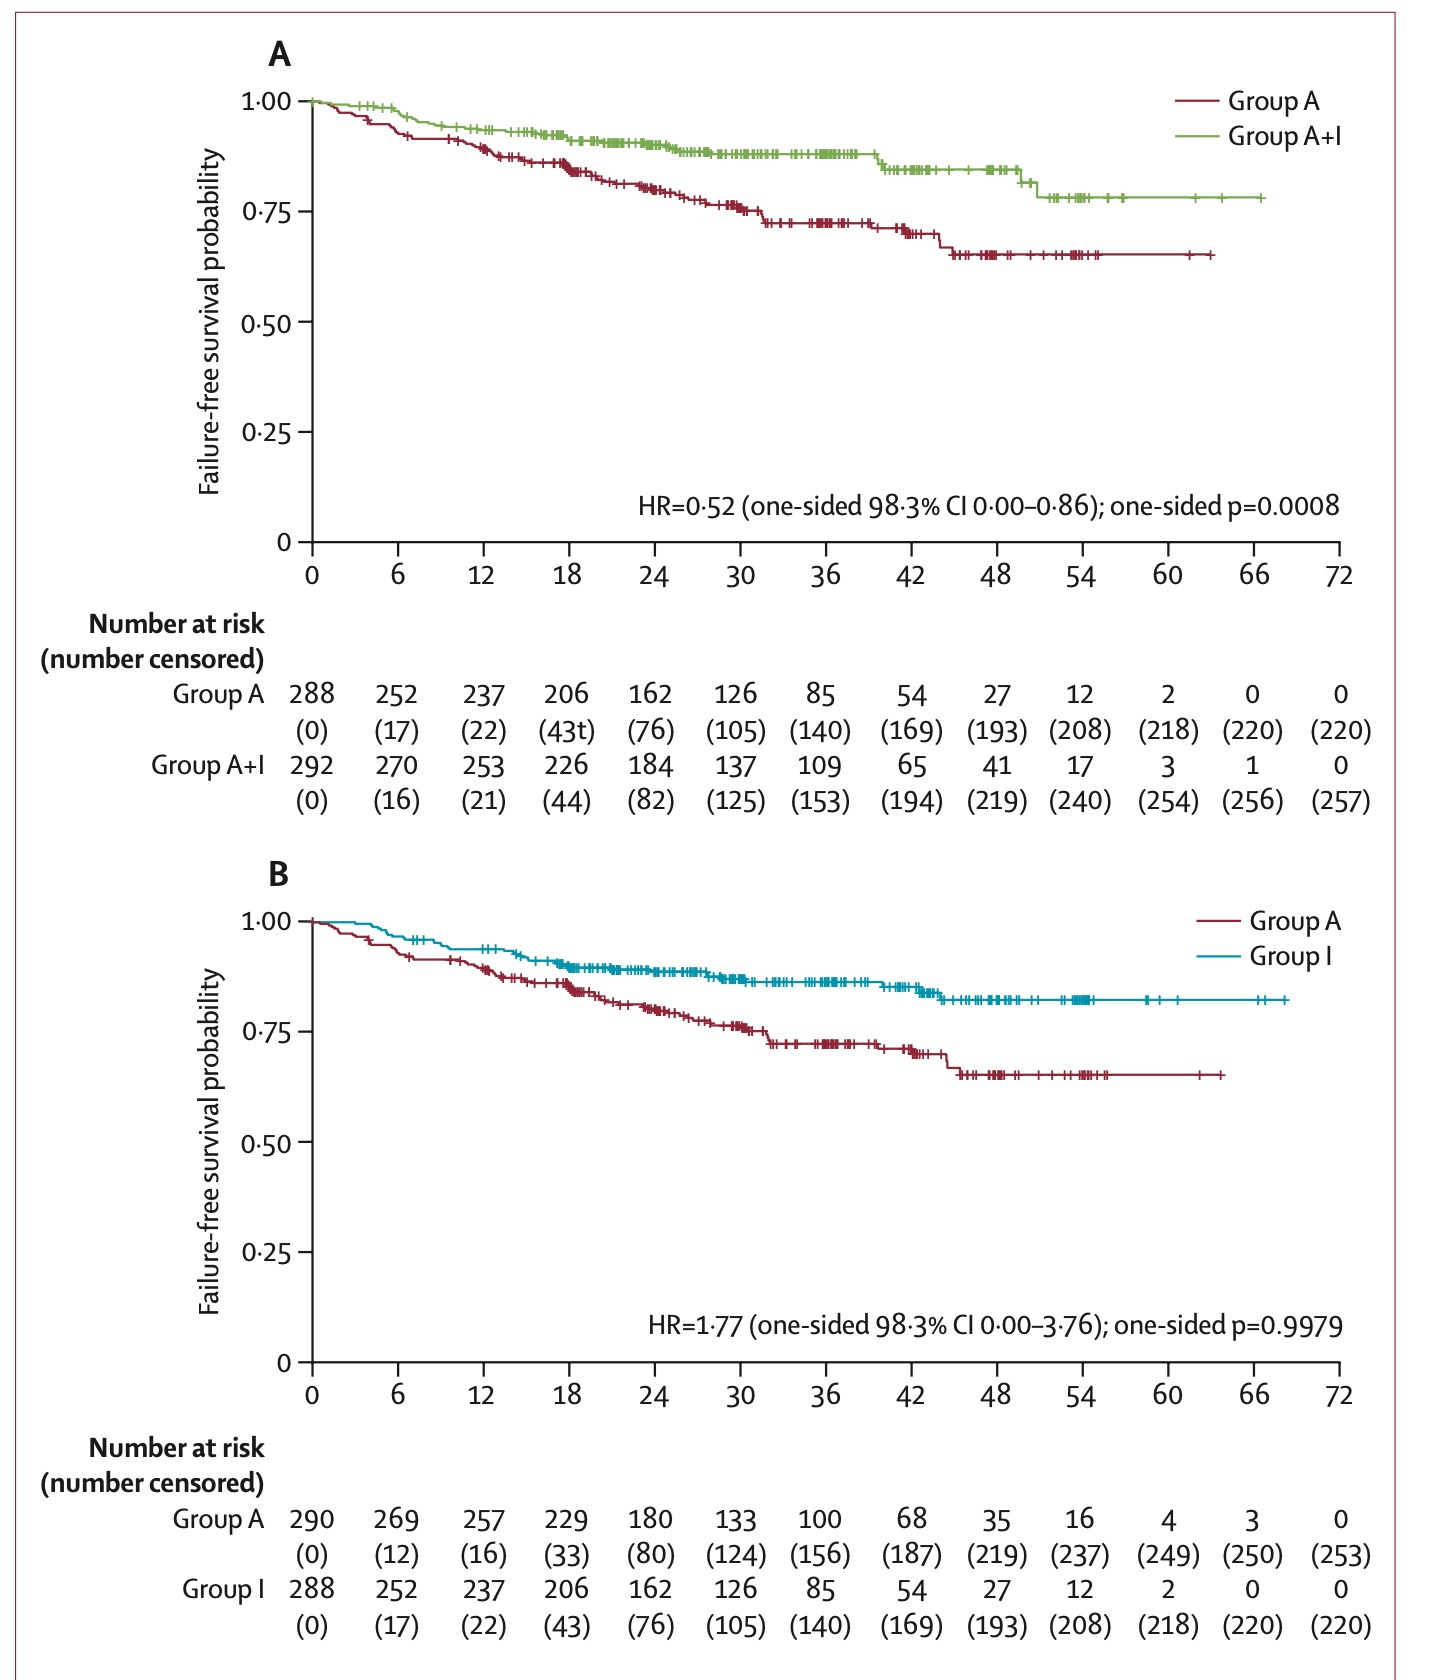 A
Group A
Group A+I
Failure-free survival probability
1·00
0·75
0·50
0·25
0
HR=0·52 (one-sided 98·3% CI 0·00–0·86); one-sided p=0.0008
0 6 12 18 24 30 36 42 48 54 60 66 72
Number at risk
(number censored)
Group A 288 252 237 206 162 126 85 54 27 12 2 0 0
(0) (17) (22) (43t) (76) (105) (140) (169) (193) (208) (218) (220) (220)
Group A+I 292 270 253 226 184 137 109 65 41 17 3 1 0
(0) (16) (21) (44) (82) (125) (153) (194) (219) (240) (254) (256) (257)
B
Group A
Group I
Failure-free survival probability
1·00
0·75
0·50
0·25
0
HR=1·77 (one-sided 98·3% CI 0·00–3·76); one-sided p=0.9979
0 6 12 18 24 30 36 42 48 54 60 66 72
Number at risk
(number censored)
Group A 290 269 257 229 180 133 100 68 35 16 4 3 0
(0) (12) (16) (33) (80) (124) (156) (187) (219) (237) (249) (250) (253)
Group I 288 252 237 206 162 126 85 54 27 12 2 0 0
(0) (17) (22) (43) (76) (105) (140) (169) (193) (208) (218) (220) (220)